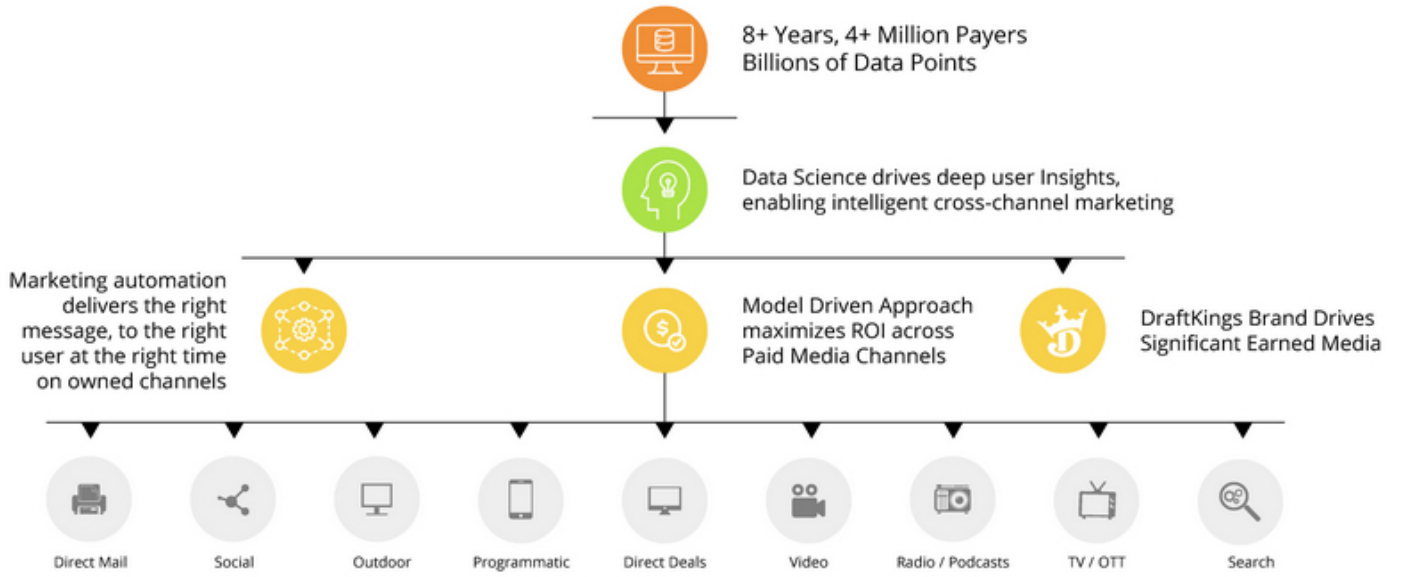 8+ Years, 4+ Million Payers
Billions of Data Points
Data Science drives deep user Insights,
enabling intelligent cross-channel marketing
Marketing automation
delivers the right
message, to the right
user at the right time
on owned channels
Model Driven Approach
maximizes ROI across
Paid Media Channels
DraftKings Brand Drives
Significant Earned Media
Direct Mail
Social
Outdoor
Programmatic
Direct Deals
Video
Radio / Podcasts
TV / OTT
Search